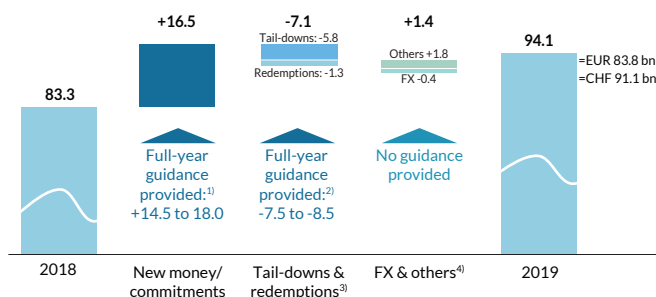 +16.5
-7.1
+1.4
Tail-downs: -5.8
Redemptions: -1.3
Others +1.8
FX -0.4
94.1
=EUR 83.8 bn
=CHF 91.1 bn
83.3
Full-year
guidance
provided:1)
+14.5 to 18.0
Full-year
guidance
provided:2)
-7.5 to -8.5
No guidance
provided
2018
New money/
commitments
Tail-downs &
redemptions3)
FX & others4)
2019